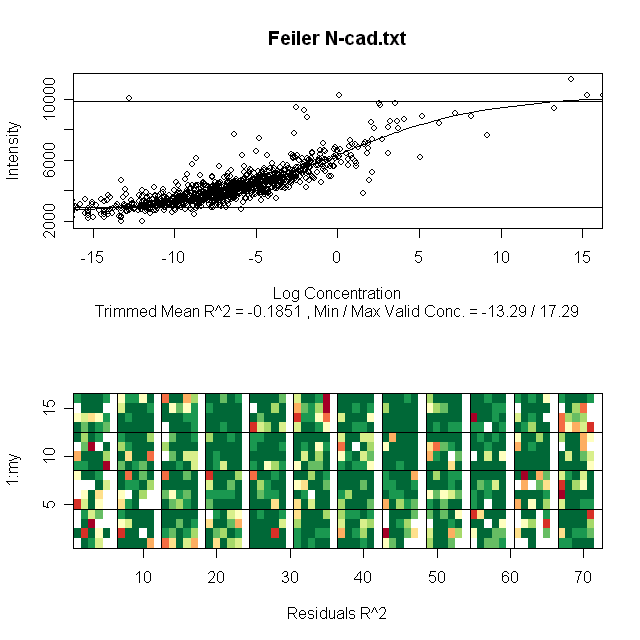 Feiler N-cad.txt
Intensity
10000
6000
2000
-15 -10 -5 0 5 10 15
Log Concentration
Trimmed Mean R^2 = -0.1851 , Min / Max Valid Conc. = -13.29 / 17.29
1:my
15
10
5
10 20 30 40 50 60 70
Residuals R^2